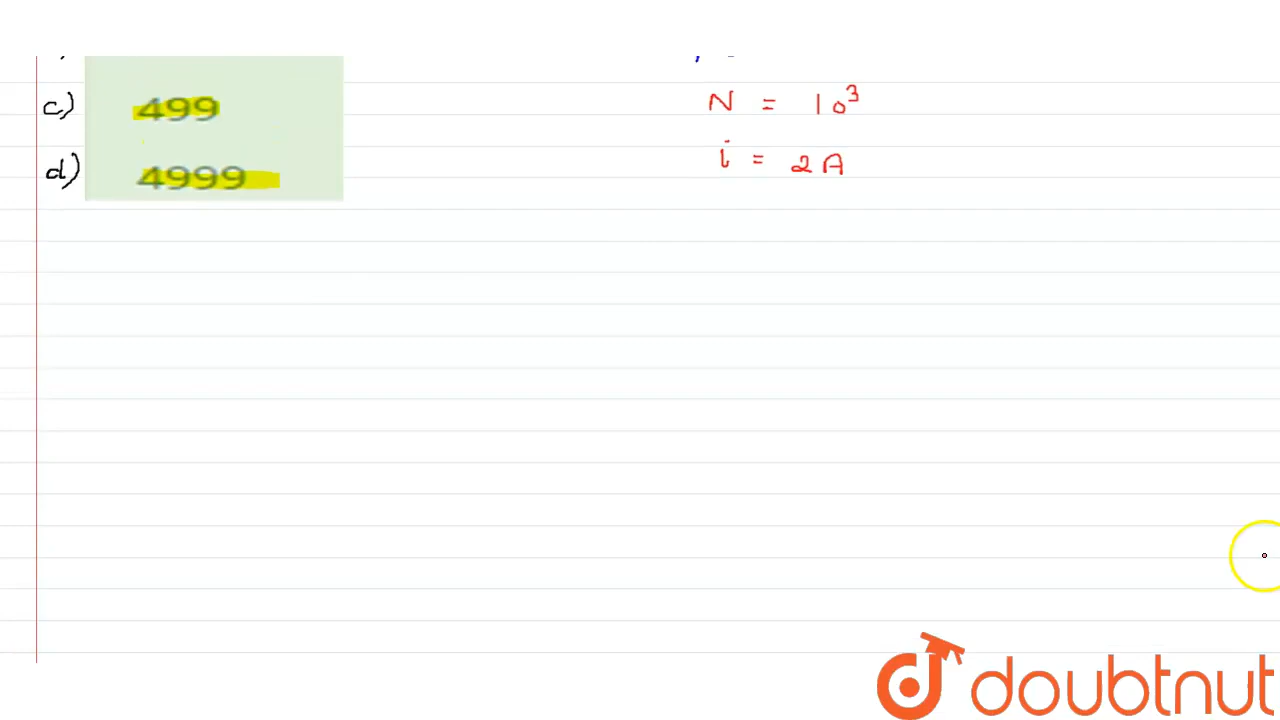 c) 499
N = 10³
i = 2A
d) 4999
doubtnut